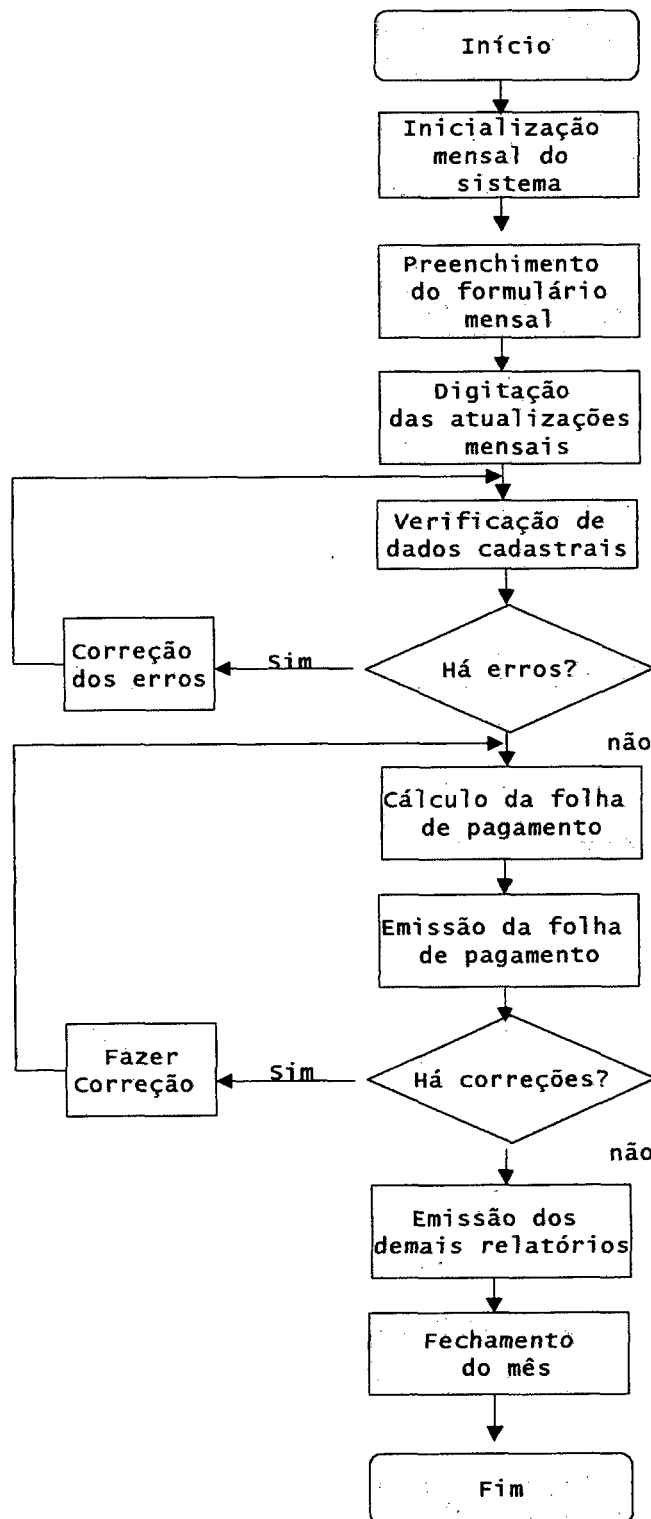 Início
Inicialização
mensal do
sistema
Preenchimento
do formulário
mensal
Digitação
das atualizações
mensais
Verificação de
dados cadastrais
Correção
dos erros
Sim
Há erros?
não
Cálculo da folha
de pagamento
Emissão da folha
de pagamento
Fazer
Correção
Sim
Há correções?
não
Emissão dos
demais relatórios
Fechamento
do mês
Fim